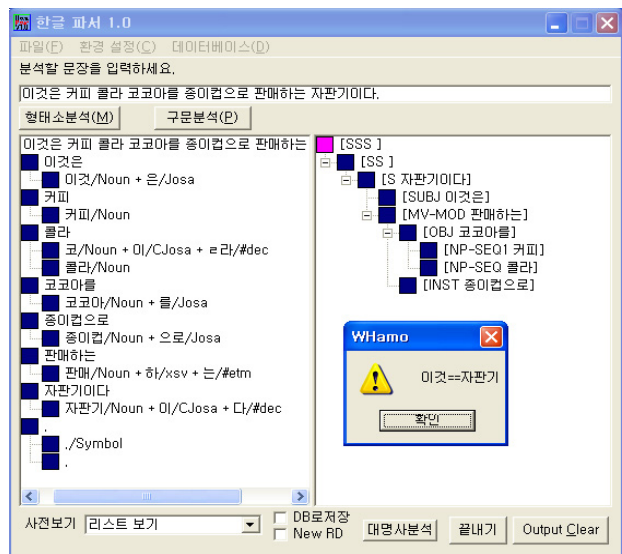 한글 파서 1.0
파일(F) 환경 설정(C) 데이터베이스(D)
분석할 문장을 입력하세요.
이것은 커피 콜라 코코아를 종이컵으로 판매하는 자판기이다.
형태소분석(M) 구문분석(P)
이것은 커피 콜라 코코아를 종이컵으로 판매하는
이것은
이것/Noun + 은/Josa
커피
커피/Noun
콜라
코/Noun + 이/CJosa + ㄹ라/#dec
콜라/Noun
코코아를
코코아/Noun + 를/Josa
종이컵으로
종이컵/Noun + 으로/Josa
판매하는
판매/Noun + 하/xsv + 는/#etm
자판기이다
자판기/Noun + 이/CJosa + 다/#dec
.
./Symbol
.
[SSS ]
[SS ]
[S 자판기이다]
[SUBJ 이것은]
[MV-MOD 판매하는]
[OBJ 코코아를]
[NP-SEQ1 커피]
[NP-SEQ 콜라]
[INST 종이컵으로]
WHamo
이것==자판기
확인
사전보기 리스트 보기
DB로저장
New RD
대명사분석 끝내기 Output Clear